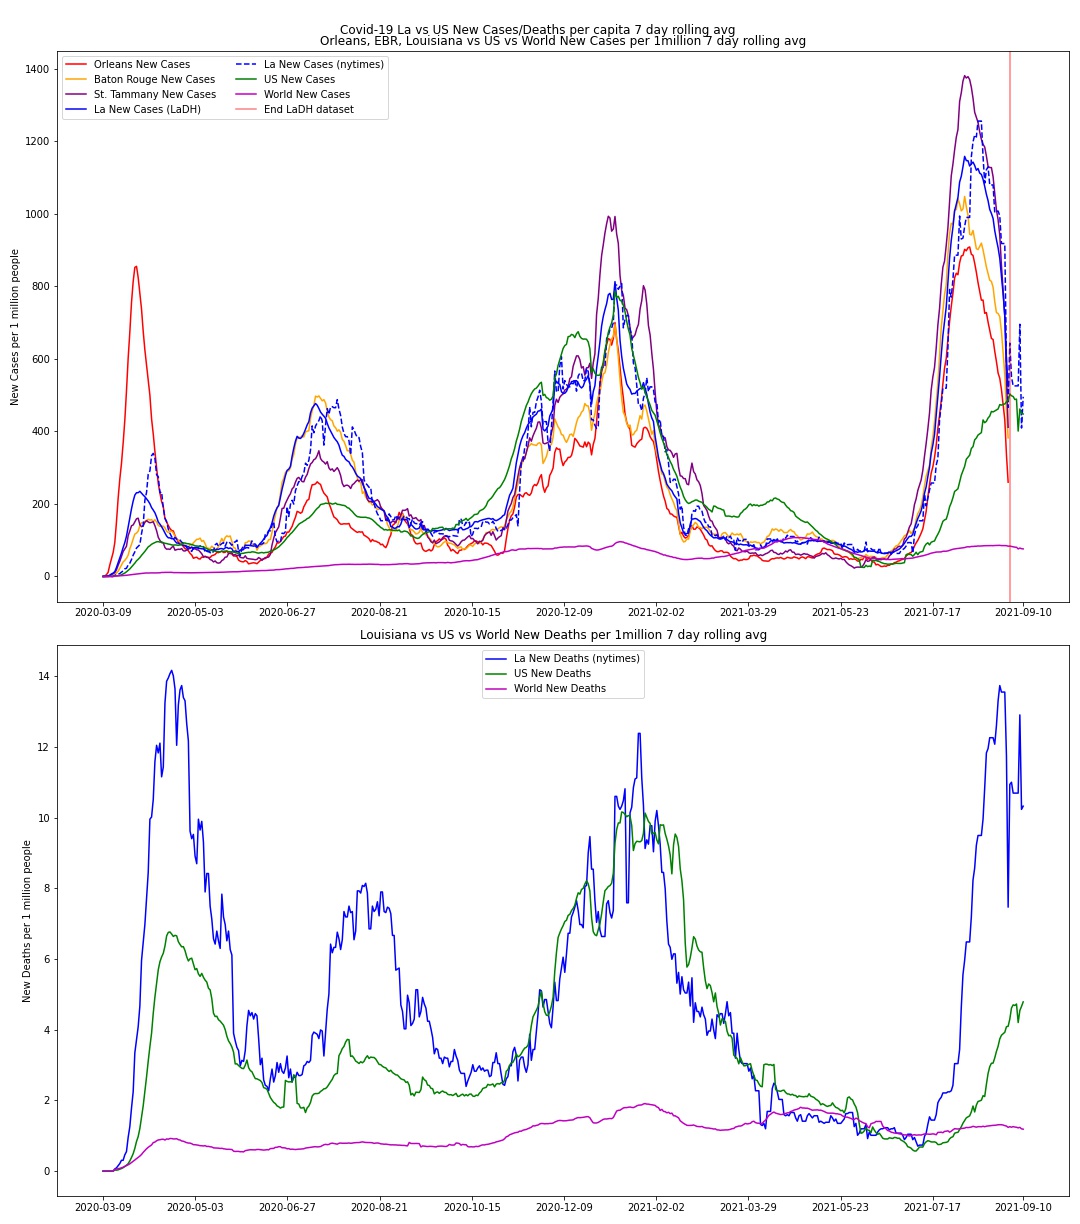 Covid-19 La vs US New Cases/Deaths per capita 7 day rolling avg
Orleans, EBR, Louisiana vs US vs World New Cases per 1million 7 day rolling avg
Orleans New Cases
Baton Rouge New Cases
St. Tammany New Cases
La New Cases (LaDH)
La New Cases (nytimes)
US New Cases
World New Cases
End LaDH dataset
New Cases per 1 million people
1400
1200
1000
800
600
400
200
0
2020-03-09 2020-05-03 2020-06-27 2020-08-21 2020-10-15 2020-12-09 2021-02-02 2021-03-29 2021-05-23 2021-07-17 2021-09-10
Louisiana vs US vs World New Deaths per 1million 7 day rolling avg
La New Deaths (nytimes)
US New Deaths
World New Deaths
New Deaths per 1 million people
14
12
10
8
6
4
2
0
2020-03-09 2020-05-03 2020-06-27 2020-08-21 2020-10-15 2020-12-09 2021-02-02 2021-03-29 2021-05-23 2021-07-17 2021-09-10